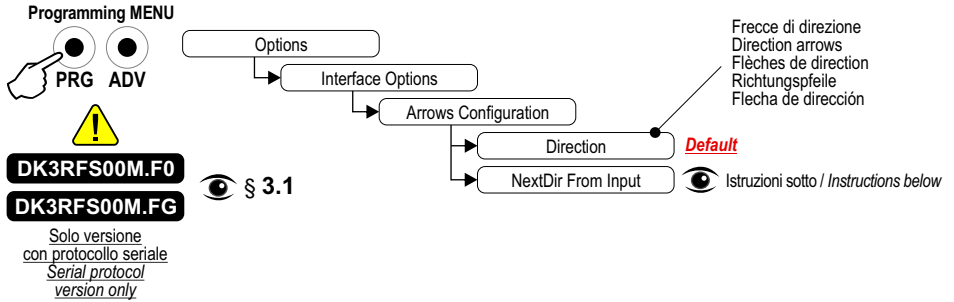 Programming MENU
PRG ADV
DK3RFS00M.F0
DK3RFS00M.FG
Solo versione
con protocollo seriale
Serial protocol
version only
§ 3.1
Options
Interface Options
Arrows Configuration
Direction
Default
NextDir From Input
Istruzioni sotto / Instructions below
Frecce di direzione
Direction arrows
Flèches de direction
Richtungspfeile
Flecha de dirección